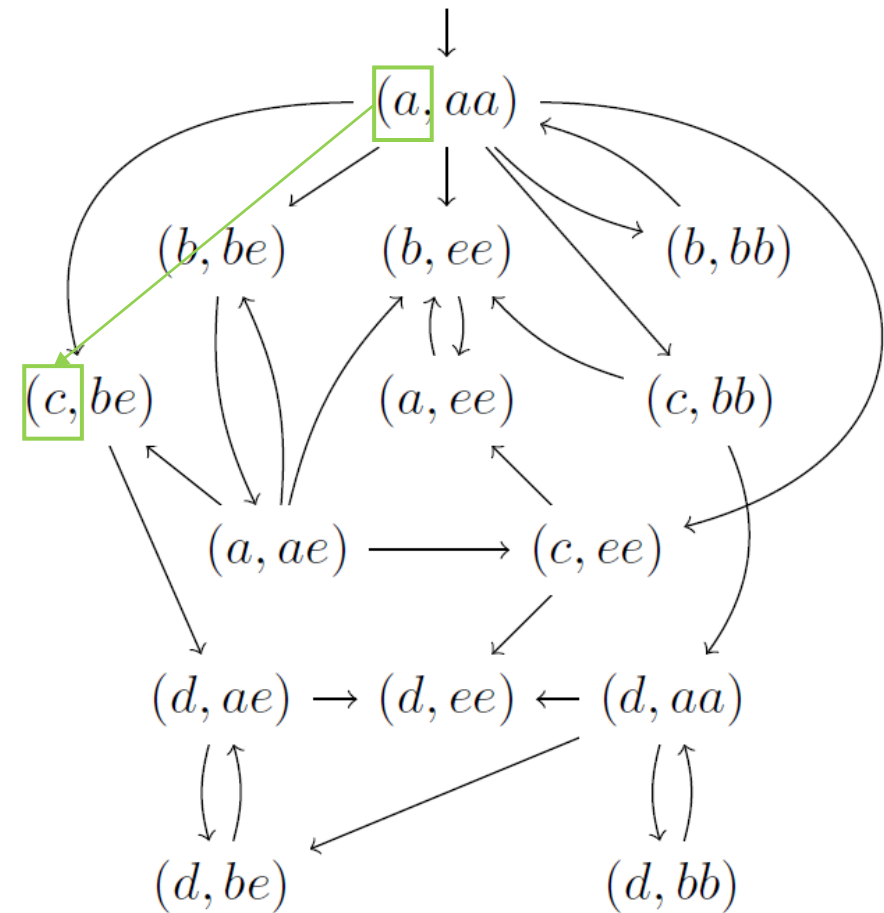 (a, aa)
(b, be) (b, ee) (b, bb)
(c, be) (a, ee) (c, bb)
(a, ae) (c, ee)
(d, ae) (d, ee) (d, aa)
(d, be) (d, bb)